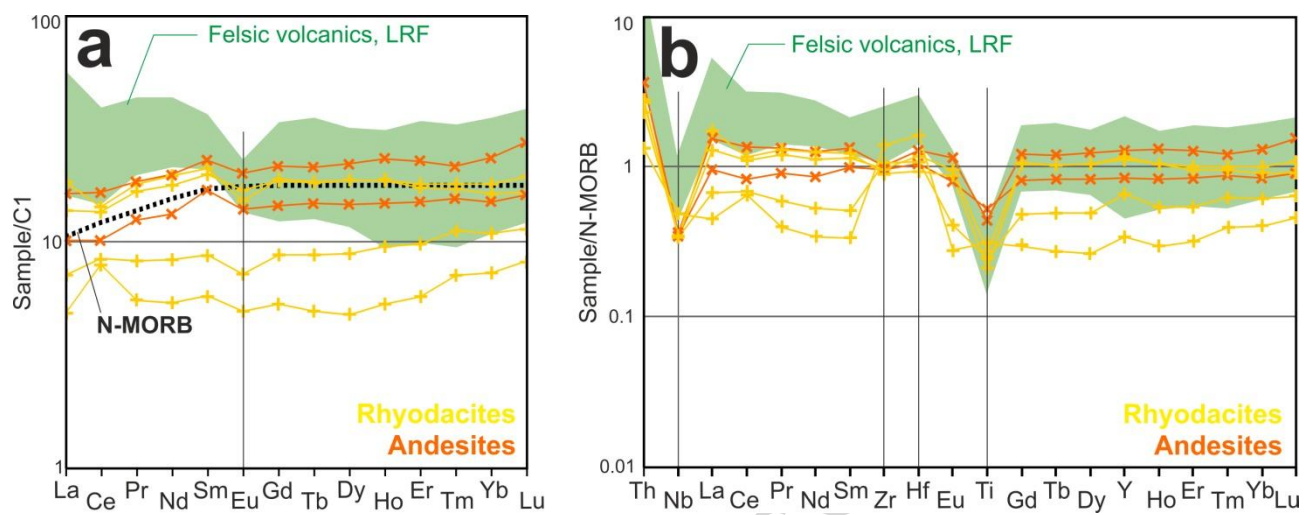 a
Felsic volcanics, LRF
100
10
1
Sample/C1
N-MORB
Rhyodacites
Andesites
La Ce Pr Nd Sm Eu Gd Tb Dy Ho Er Tm Yb Lu
b
Felsic volcanics, LRF
10
1
0.1
0.01
Sample/N-MORB
Rhyodacites
Andesites
Th Nb La Ce Pr Nd Sm Zr Hf Eu Ti Gd Tb Dy Y Ho Er Tm Yb Lu